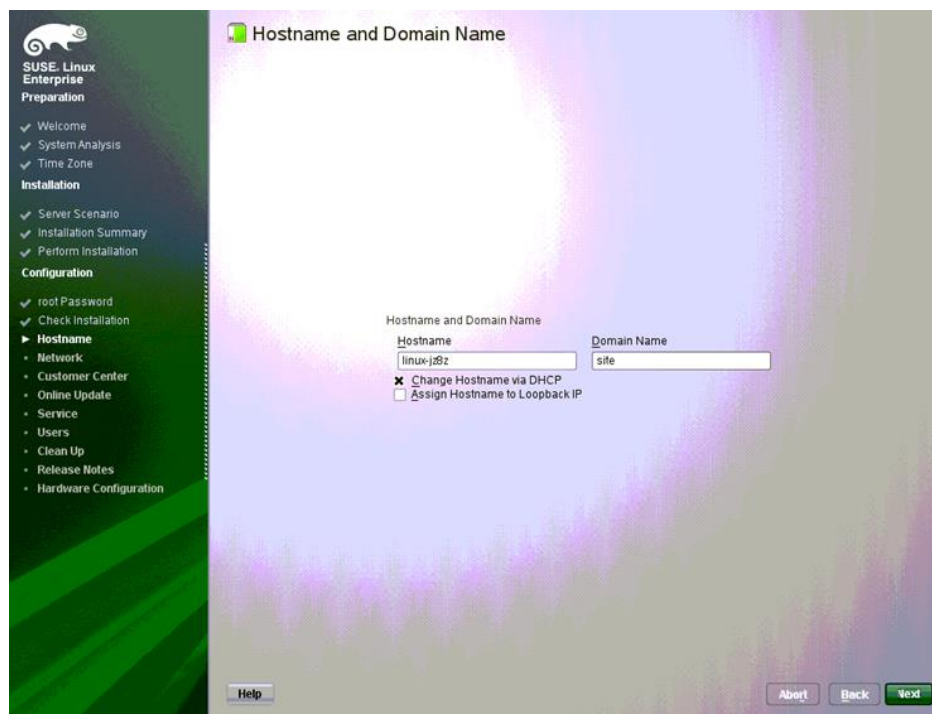 SUSE. Linux
Enterprise
Preparation
Welcome
System Analysis
Time Zone
Installation
Server Scenario
Installation Summary
Perform Installation
Configuration
root Password
Check Installation
Hostname
Network
Customer Center
Online Update
Service
Users
Clean Up
Release Notes
Hardware Configuration
Hostname and Domain Name
Hostname and Domain Name
Hostname Domain Name
linux-jz8z site
Change Hostname via DHCP
Assign Hostname to Loopback IP
Help Abort Back Next